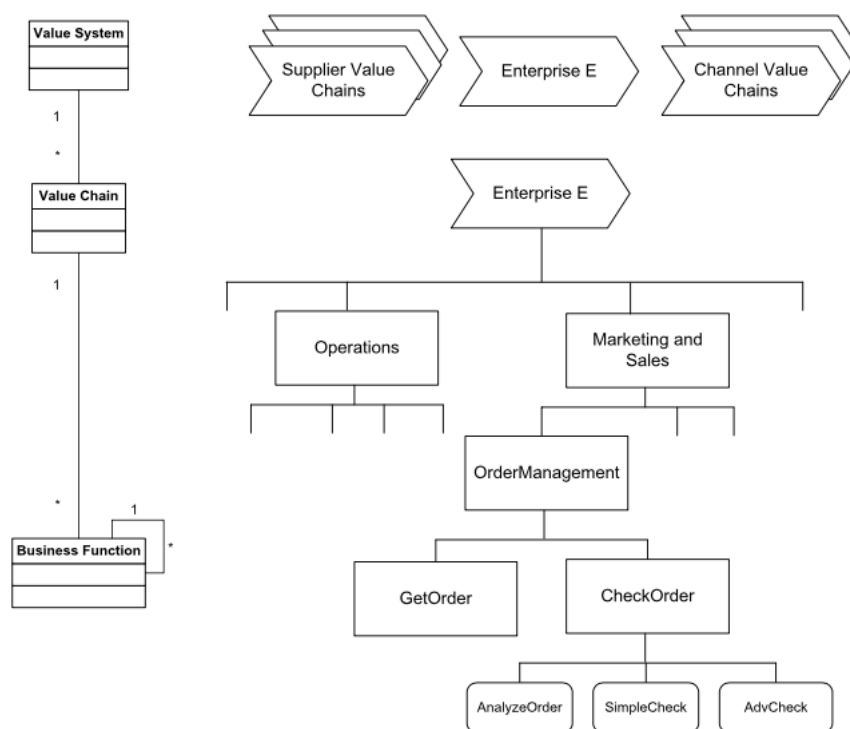 Value System
Supplier Value
Chains
Enterprise E
Channel Value
Chains
1
*
Value Chain
Enterprise E
1
Operations
Marketing and
Sales
OrderManagement
*
1
Business Function
*
GetOrder
CheckOrder
AnalyzeOrder
SimpleCheck
AdvCheck